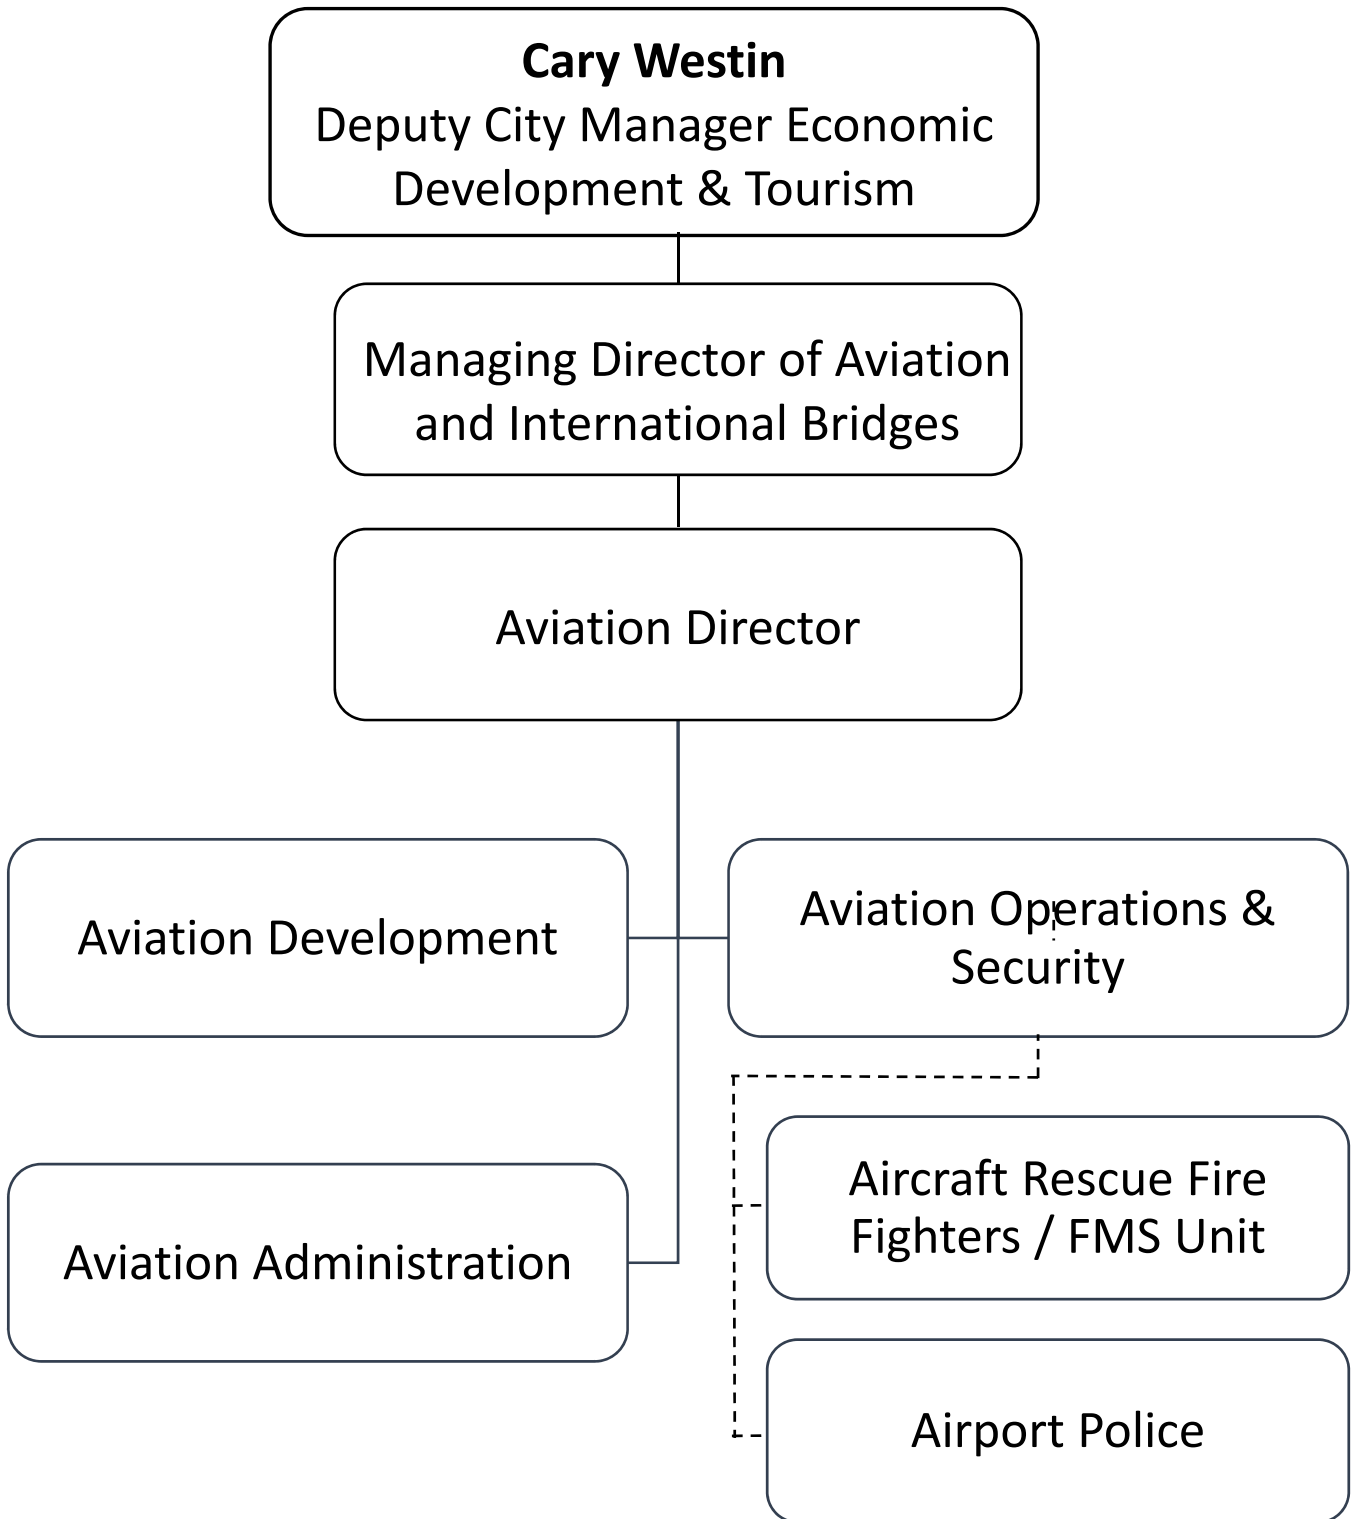 Cary Westin
Deputy City Manager Economic
Development & Tourism
Managing Director of Aviation
and International Bridges
Aviation Director
Aviation Development
Aviation Operations &
Security
Aviation Administration
Aircraft Rescue Fire
Fighters / FMS Unit
Airport Police